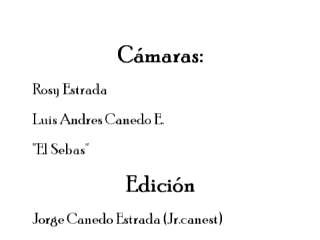 Cámaras:
Rosy Estrada
Luis Andres Canedo E.
"El Sebas"
Edición
Jorge Canedo Estrada (Jr.canest)